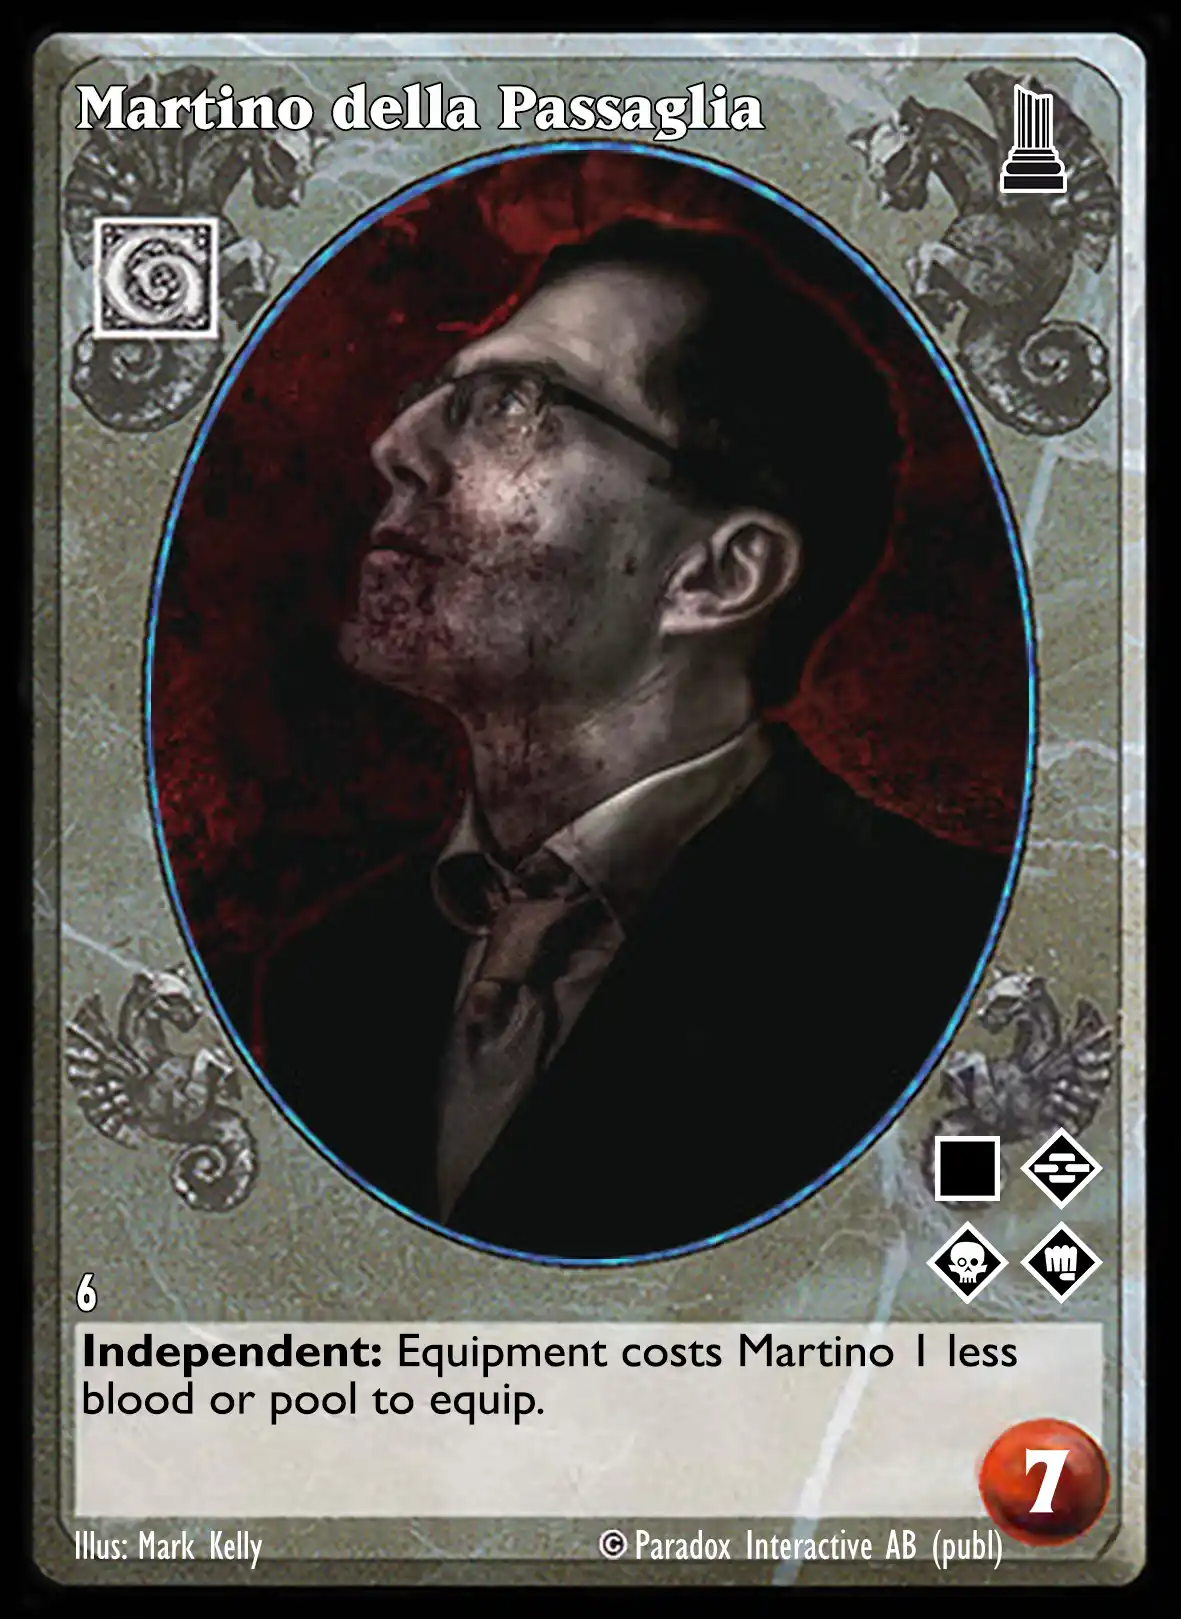 Martino della Passaglia
6
Independent: Equipment costs Martino 1 less
blood or pool to equip.
7
Illus: Mark Kelly
© Paradox Interactive AB (publ)